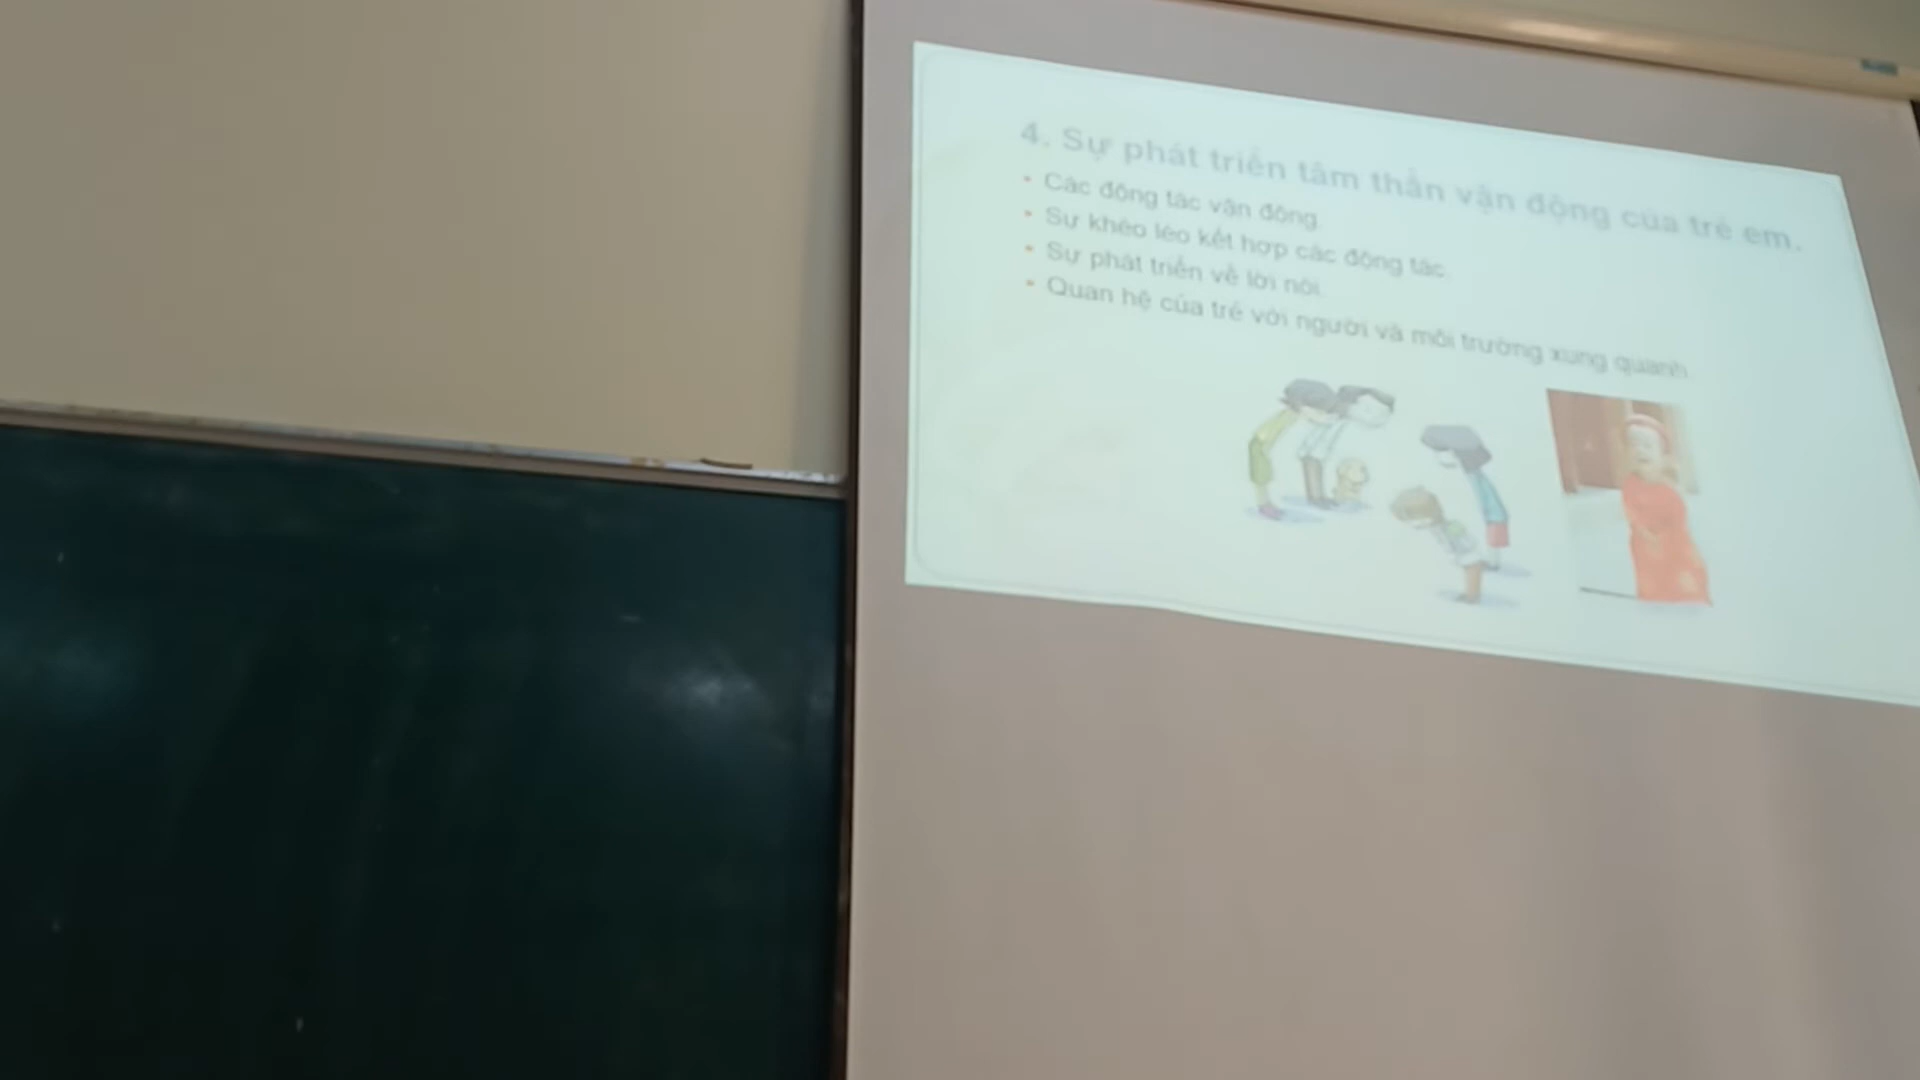 4. Sự phát triển tâm thần vận động của trẻ em.
• Các động tác vận động.
• Sự khéo léo kết hợp các động tác.
• Sự phát triển về lời nói.
• Quan hệ của trẻ với người và môi trường xung quanh